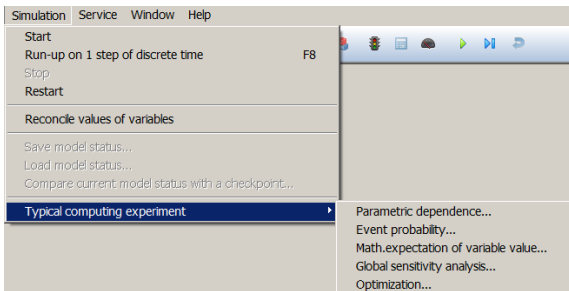 Simulation Service Window Help
Start
Run-up on 1 step of discrete time F8
Stop
Restart
Reconcile values of variables
Save model status...
Load model status...
Compare current model status with a checkpoint...
Typical computing experiment
Parametric dependence...
Event probability...
Math.expectation of variable value...
Global sensitivity analysis...
Optimization...